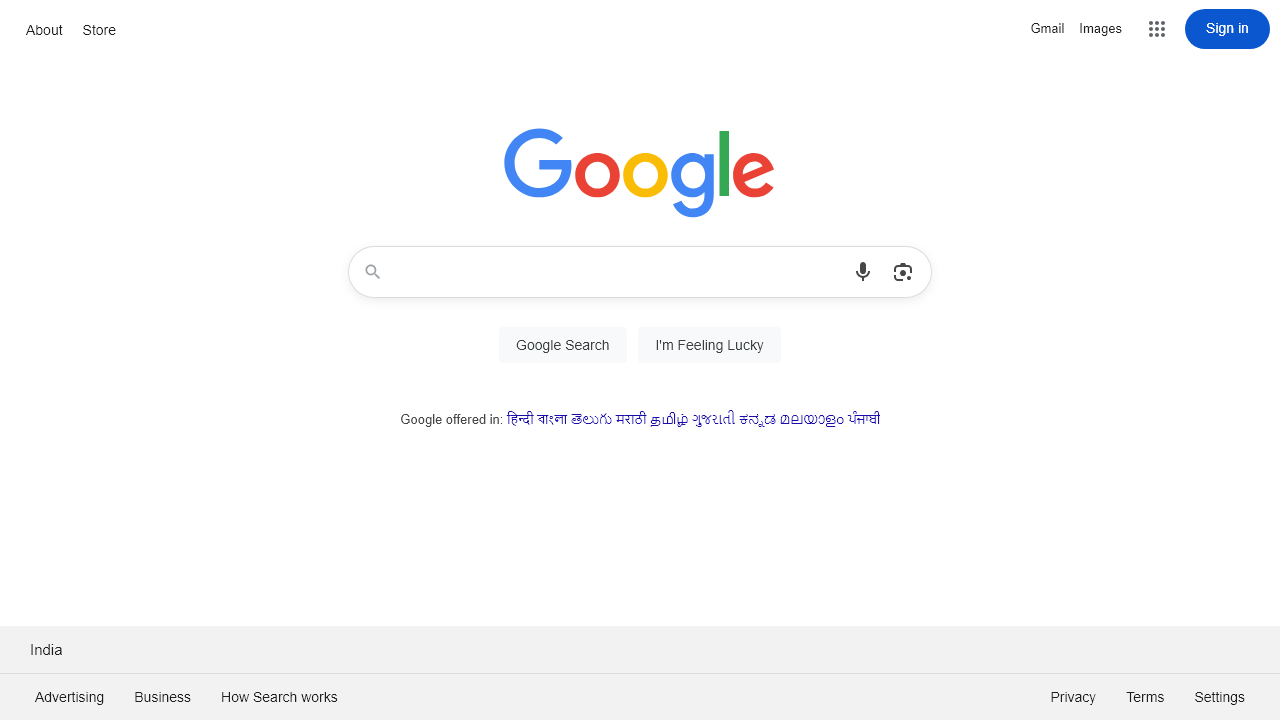 About Store Gmail Images Sign in
Google
Google Search I'm Feeling Lucky
Google offered in: हिन्दी বাংলা తెలుగు मराठी தமிழ் ગુજરાતી ಕನ್ನಡ മലയാളം ਪੰਜਾਬੀ
India
Advertising Business How Search works Privacy Terms Settings